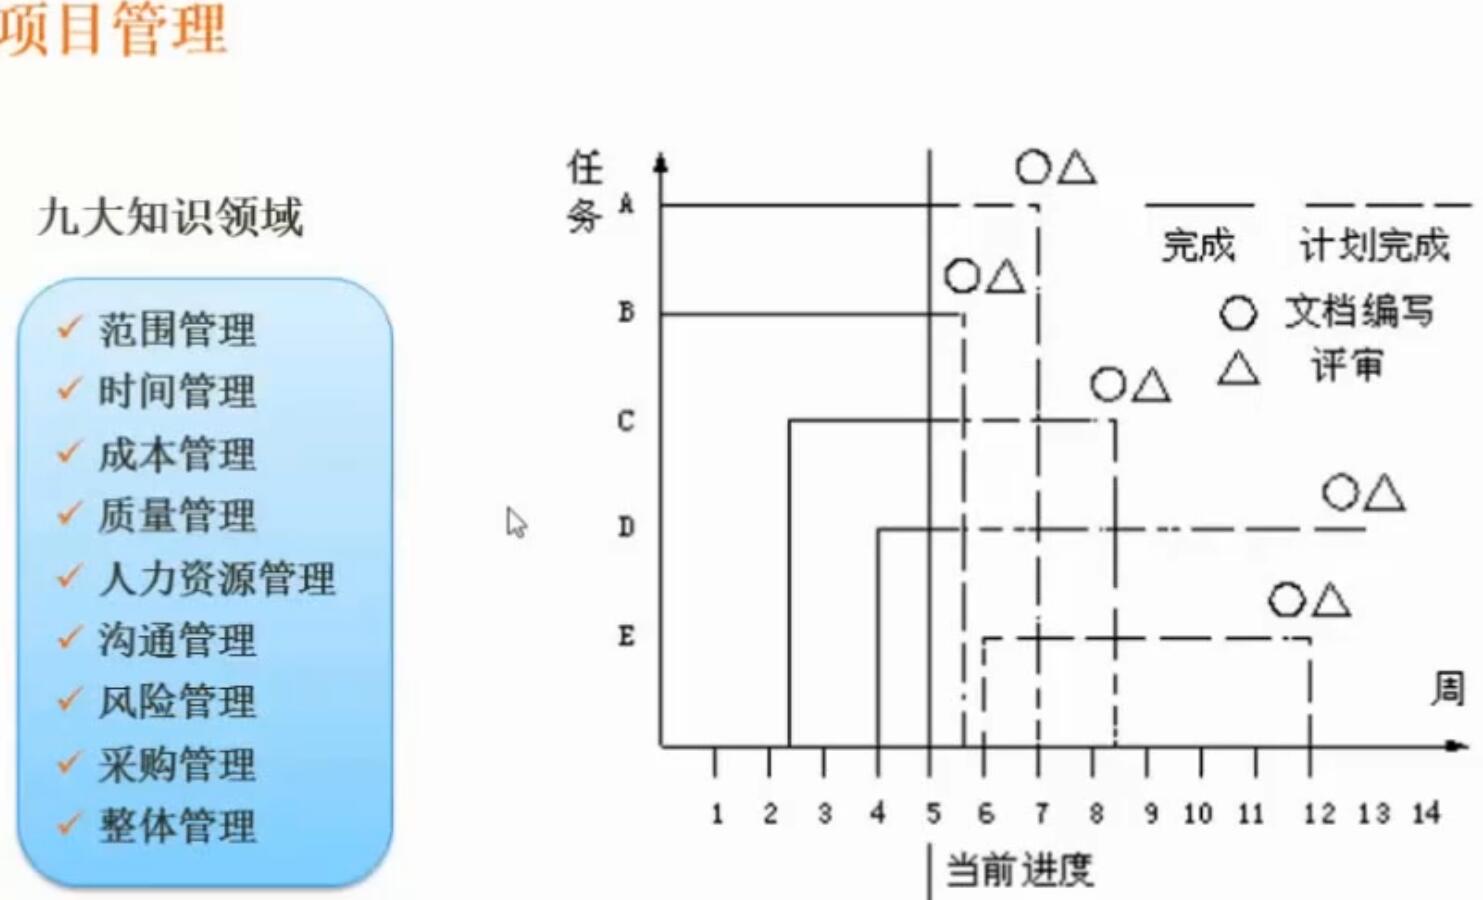 项目管理
九大知识领域
范围管理
时间管理
成本管理
质量管理
人力资源管理
沟通管理
风险管理
采购管理
整体管理
任务
A
B
C
D
E
完成 计划完成
文档编写
评审
周
1 2 3 4 5 6 7 8 9 10 11 12 13 14
当前进度